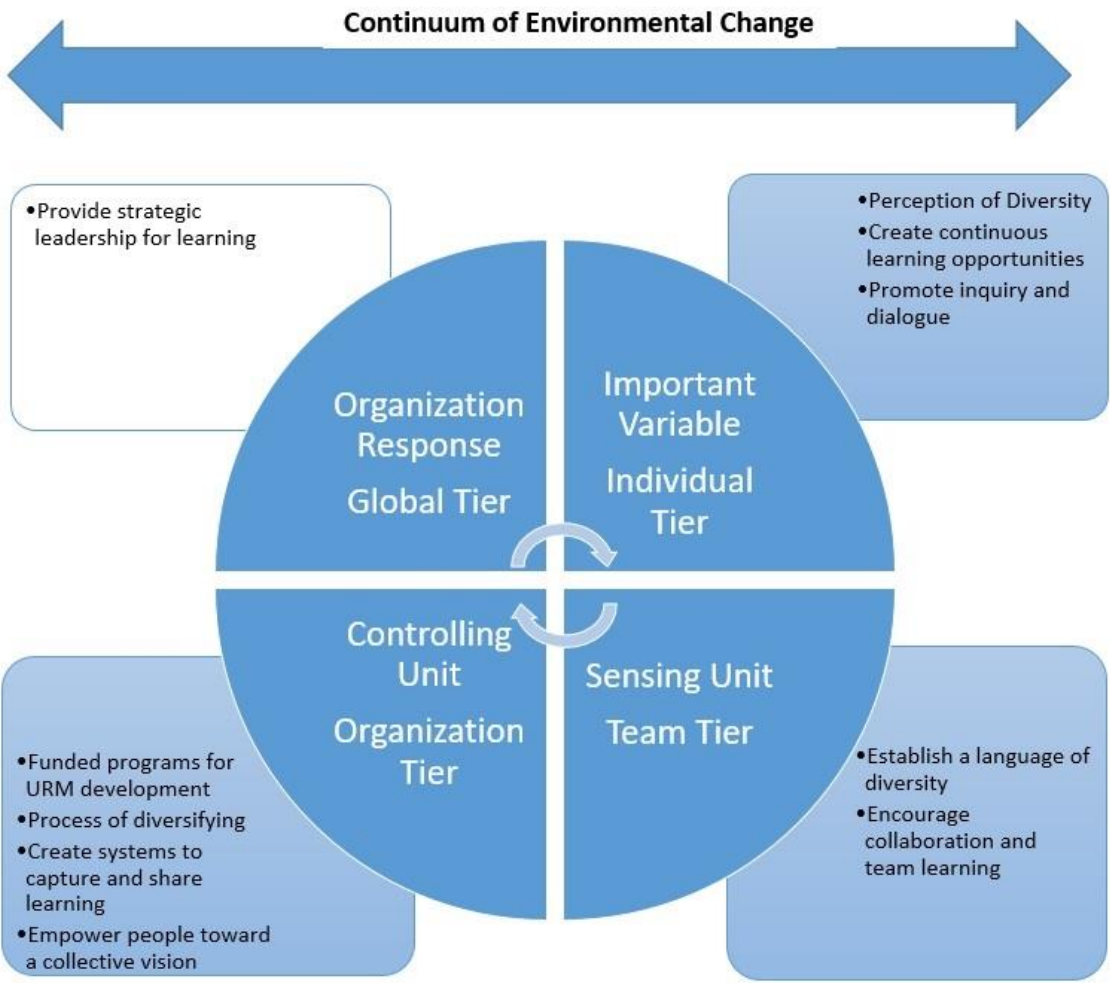 Continuum of Environmental Change
•Provide strategic
leadership for learning
•Perception of Diversity
•Create continuous
learning opportunities
•Promote inquiry and
dialogue
Organization
Response
Global Tier
Important
Variable
Individual
Tier
Controlling
Unit
Organization
Tier
Sensing Unit
Team Tier
•Funded programs for
URM development
•Process of diversifying
•Create systems to
capture and share
learning
•Empower people toward
a collective vision
•Establish a language of
diversity
•Encourage
collaboration and
team learning